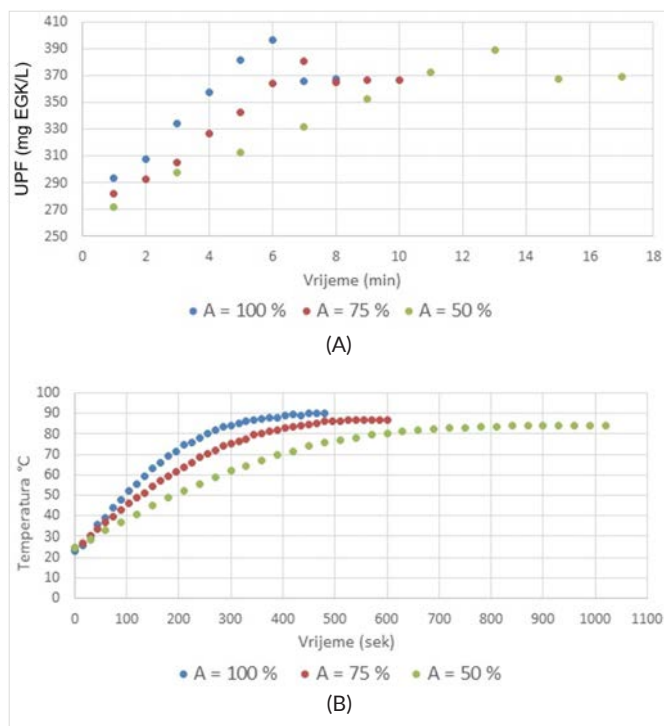 410
390
370
350
330
310
290
270
250
UPF (mg EGK/L)
0 2 4 6 8 10 12 14 16 18
Vrijeme (min)
A = 100 % A = 75 % A = 50 %
(A)
100
90
80
70
60
50
40
30
20
10
0
Temperatura °C
0 100 200 300 400 500 600 700 800 900 1000 1100
Vrijeme (sek)
A = 100 % A = 75 % A = 50 %
(B)